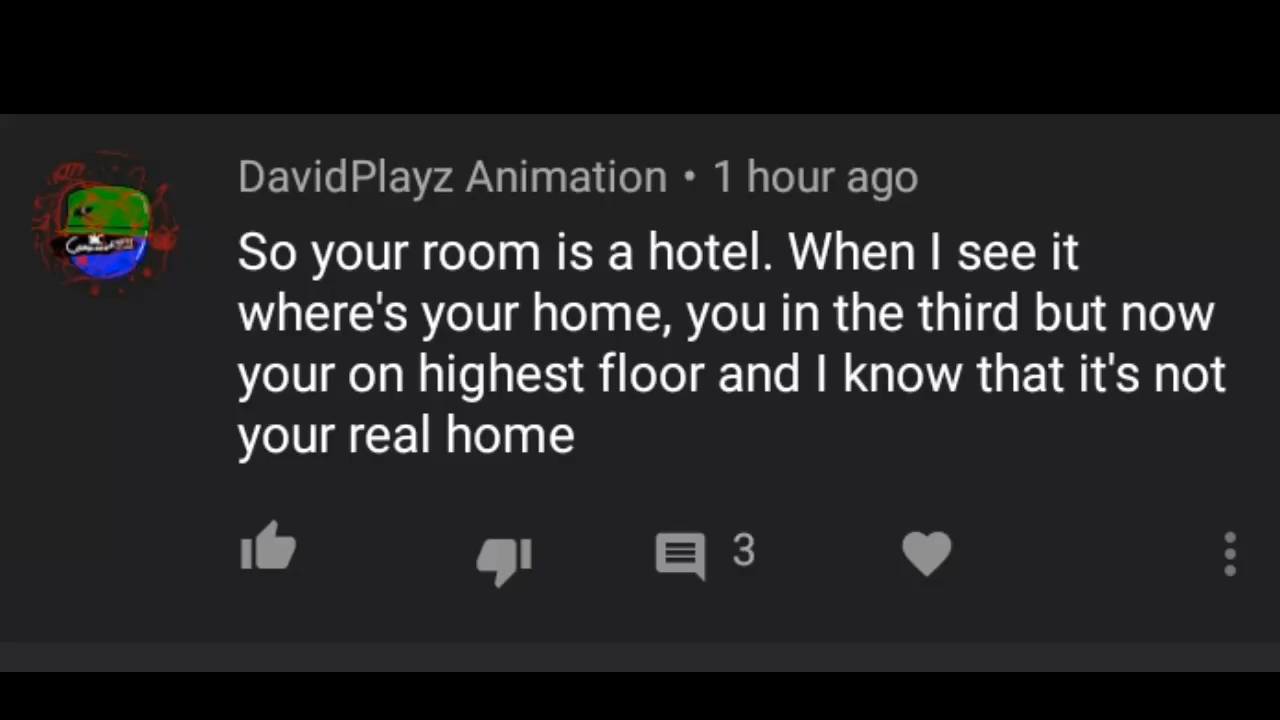 DavidPlayz Animation • 1 hour ago
So your room is a hotel. When I see it
where's your home, you in the third but now
your on highest floor and I know that it's not
your real home
3